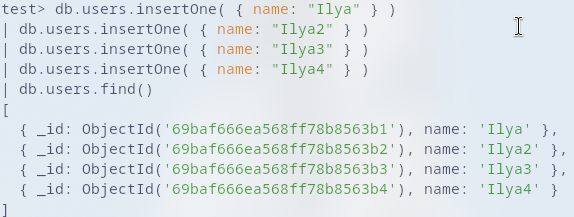 test> db.users.insertOne( { name: "Ilya" } )
| db.users.insertOne( { name: "Ilya2" } )
| db.users.insertOne( { name: "Ilya3" } )
| db.users.insertOne( { name: "Ilya4" } )
| db.users.find()
[
  { _id: ObjectId('69baf666ea568ff78b8563b1'), name: 'Ilya' },
  { _id: ObjectId('69baf666ea568ff78b8563b2'), name: 'Ilya2' },
  { _id: ObjectId('69baf666ea568ff78b8563b3'), name: 'Ilya3' },
  { _id: ObjectId('69baf666ea568ff78b8563b4'), name: 'Ilya4' }
]